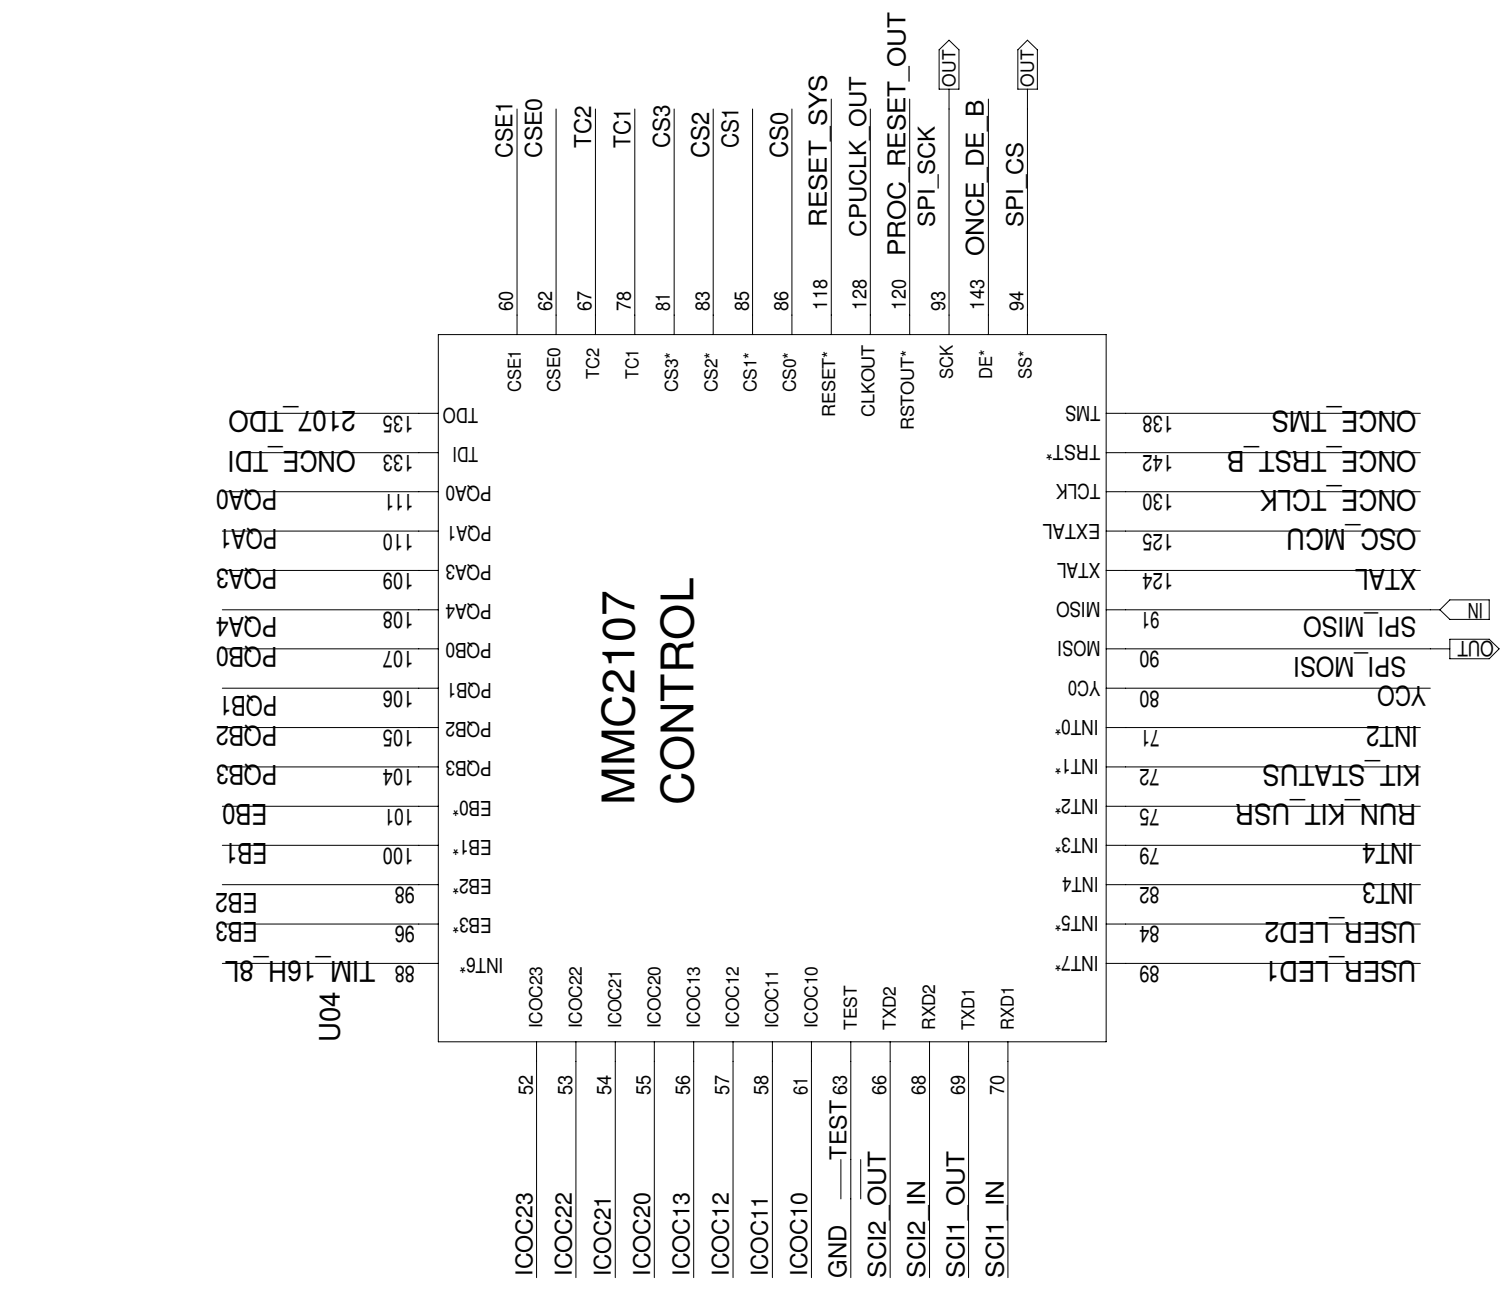 CSE1
CSE0
TC2
TC1
CS3
CS2
CS1
CS0
RESET_SYS
CPUCLK_OUT
PROC_RESET_OUT
SPI_SCK
OUT
ONCE_DE_B
SPI_CS
OUT
60
62
67
78
81
83
85
86
118
128
120
93
143
94
CSE1
CSE0
TC2
TC1
CS3*
CS2*
CS1*
CS0*
RESET*
CLKOUT
RSTOUT*
SCK
DE*
SS*
2107_TDO 135 TDO
ONCE_TDI 133 TDI
PQA0 111 PQA0
PQA1 110 PQA1
PQA3 109 PQA3
PQA4 108 PQA4
PQB0 107 PQB0
PQB1 106 PQB1
PQB2 105 PQB2
PQB3 104 PQB3
EB0 101 EB0*
EB1 100 EB1*
EB2 98 EB2*
EB3 96 EB3*
TIM_16H_8L 88 INT6*
U04
MMC2107
CONTROL
TMS 138 ONCE_TMS
TRST* 142 ONCE_TRST_B
TCLK 130 ONCE_TCLK
EXTAL 125 OSC_MCU
XTAL 124 XTAL
MISO 91 SPI_MISO IN
MOSI 90 SPI_MOSI OUT
YC0 80 YCO
INT0* 71 INT2
INT1* 72 KIT_STATUS
INT2* 75 RUN_KIT_USR
INT3* 79 INT4
INT4 82 INT3
INT5* 84 USER_LED2
INT7* 89 USER_LED1
ICOC23
ICOC22
ICOC21
ICOC20
ICOC13
ICOC12
ICOC11
ICOC10
TEST
TXD2
RXD2
TXD1
RXD1
52
53
54
55
56
57
58
61
63
66
68
69
70
ICOC23
ICOC22
ICOC21
ICOC20
ICOC13
ICOC12
ICOC11
ICOC10
GND__TEST
SCI2_OUT
SCI2_IN
SCI1_OUT
SCI1_IN